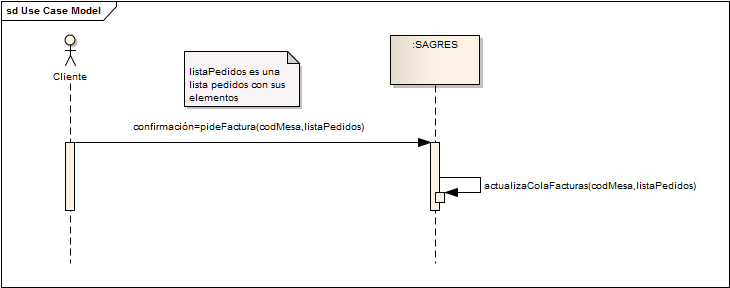 sd Use Case Model
:SAGRES
Cliente
listaPedidos es una
lista pedidos con sus
elementos
confirmación=pideFactura(codMesa,listaPedidos)
actualizaColaFacturas(codMesa,listaPedidos)